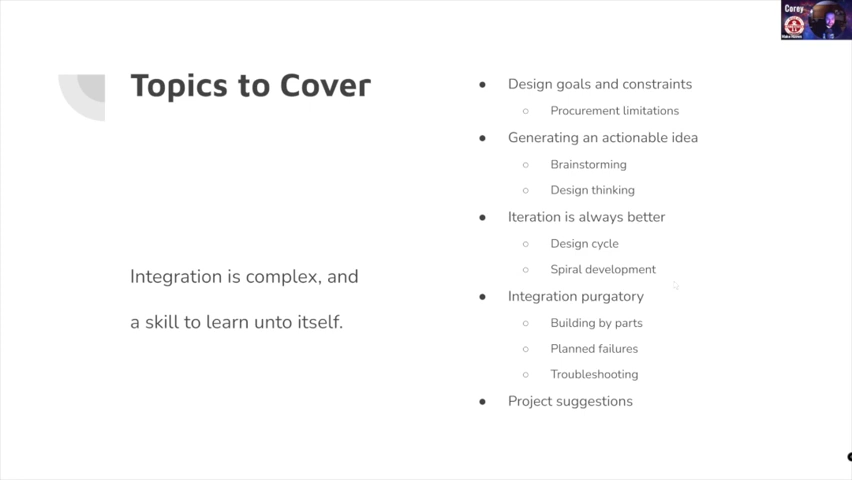 Corey
Topics to Cover
Integration is complex, and
a skill to learn unto itself.
● Design goals and constraints
○ Procurement limitations
● Generating an actionable idea
○ Brainstorming
○ Design thinking
● Iteration is always better
○ Design cycle
○ Spiral development
● Integration purgatory
○ Building by parts
○ Planned failures
○ Troubleshooting
● Project suggestions